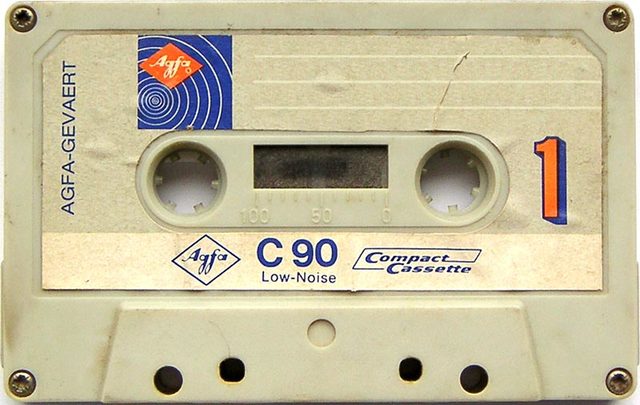 AGFA-GEVAERT
Agfa
1
100 50 0
Agfa
C 90
Low-Noise
Compact
Cassette